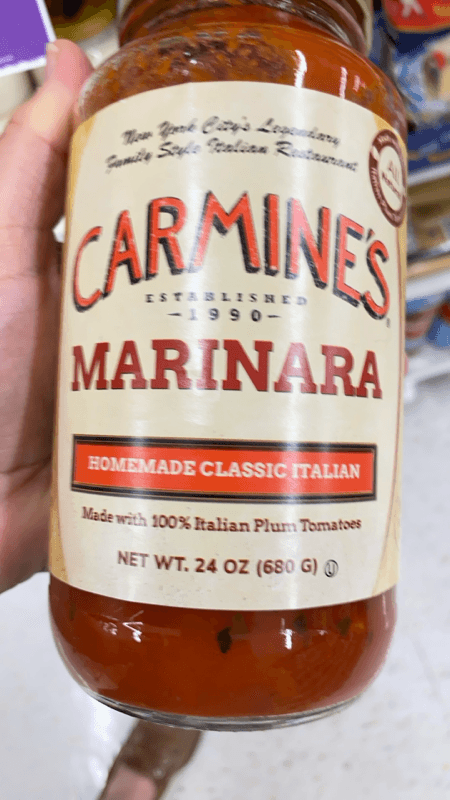 New York City's Legendary
Family Style Italian Restaurant
CARMINE'S
ESTABLISHED
-1990-
MARINARA
HOMEMADE CLASSIC ITALIAN
Made with 100% Italian Plum Tomatoes
NET WT. 24 OZ (680 G) Ⓤ